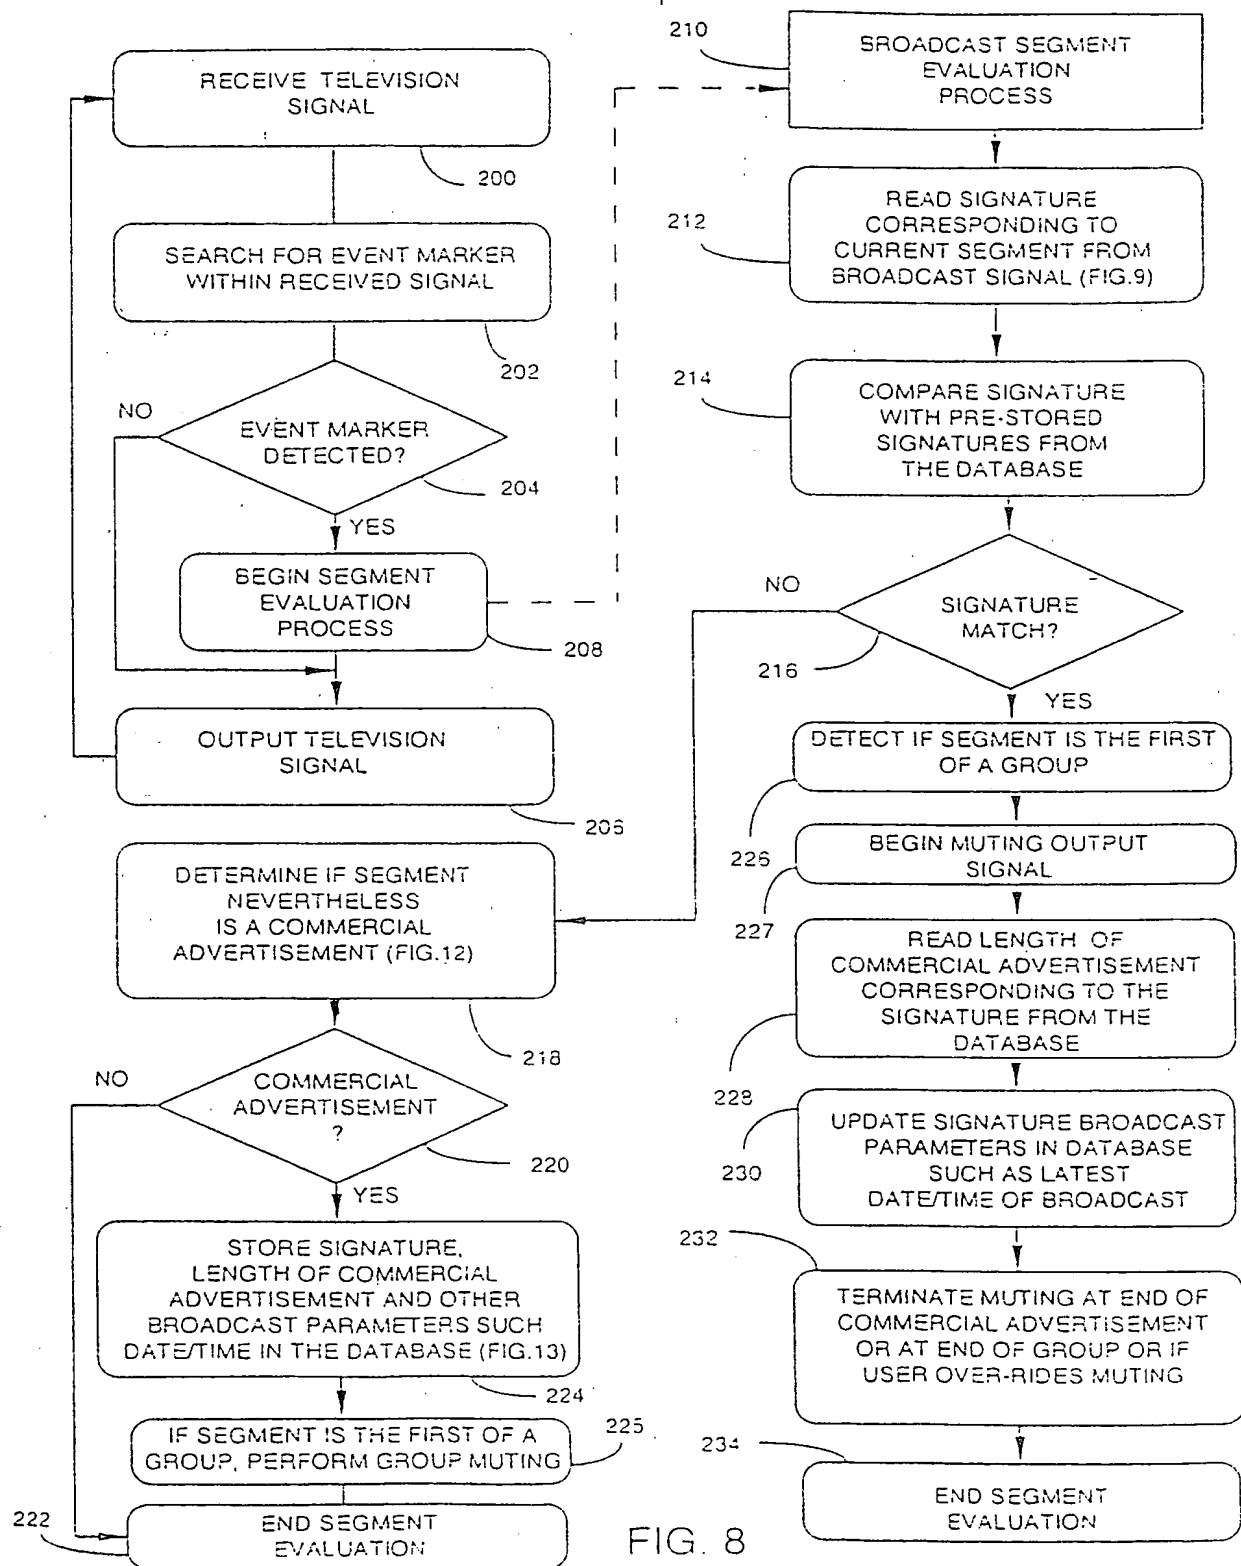 RECEIVE TELEVISION
SIGNAL
200
SEARCH FOR EVENT MARKER
WITHIN RECEIVED SIGNAL
202
NO
EVENT MARKER
DETECTED?
204
YES
BEGIN SEGMENT
EVALUATION
PROCESS
208
OUTPUT TELEVISION
SIGNAL
206
DETERMINE IF SEGMENT
NEVERTHELESS
IS A COMMERCIAL
ADVERTISEMENT (FIG.12)
218
NO
COMMERCIAL
ADVERTISEMENT
?
220
YES
STORE SIGNATURE,
LENGTH OF COMMERCIAL
ADVERTISEMENT AND OTHER
BROADCAST PARAMETERS SUCH
DATE/TIME IN THE DATABASE (FIG.13)
224
225
IF SEGMENT IS THE FIRST OF A
GROUP, PERFORM GROUP MUTING
222
END SEGMENT
EVALUATION
210
BROADCAST SEGMENT
EVALUATION
PROCESS
212
READ SIGNATURE
CORRESPONDING TO
CURRENT SEGMENT FROM
BROADCAST SIGNAL (FIG.9)
214
COMPARE SIGNATURE
WITH PRE-STORED
SIGNATURES FROM
THE DATABASE
NO
SIGNATURE
MATCH?
216
YES
DETECT IF SEGMENT IS THE FIRST
OF A GROUP
226
BEGIN MUTING OUTPUT
SIGNAL
227
READ LENGTH OF
COMMERCIAL ADVERTISEMENT
CORRESPONDING TO THE
SIGNATURE FROM THE
DATABASE
228
230
UPDATE SIGNATURE BROADCAST
PARAMETERS IN DATABASE
SUCH AS LATEST
DATE/TIME OF BROADCAST
232
TERMINATE MUTING AT END OF
COMMERCIAL ADVERTISEMENT
OR AT END OF GROUP OR IF
USER OVER-RIDES MUTING
234
END SEGMENT
EVALUATION
FIG. 8